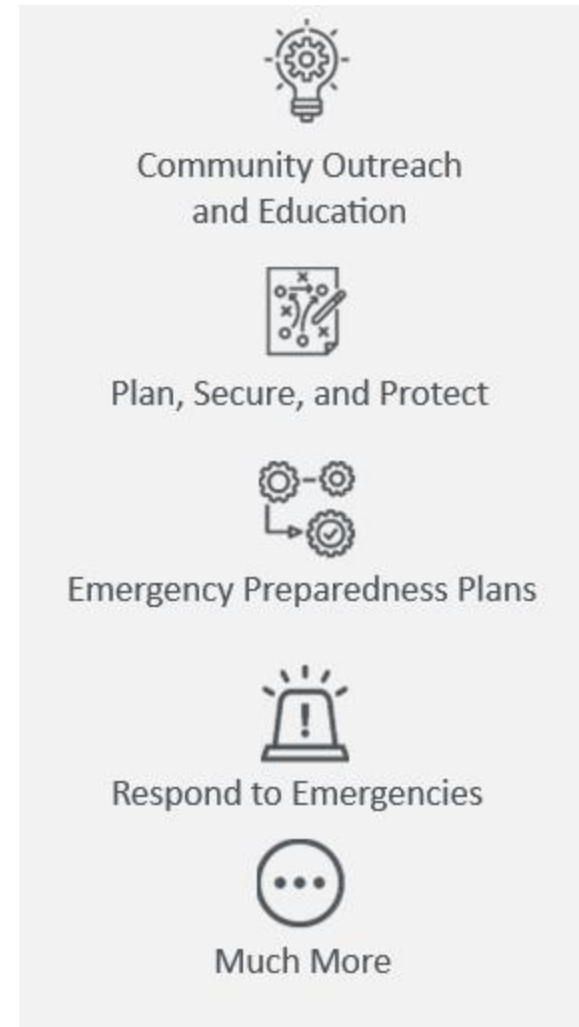 Community Outreach
and Education
Plan, Secure, and Protect
Emergency Preparedness Plans
Respond to Emergencies
Much More